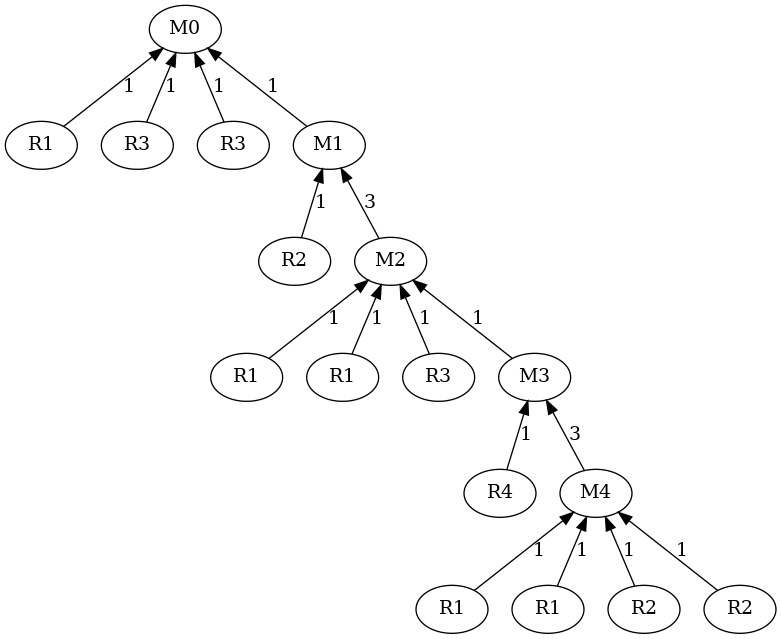 M0
1 1 1 1
R1 R3 R3 M1
1 3
R2 M2
1 1 1 1
R1 R1 R3 M3
1 3
R4 M4
1 1 1 1
R1 R1 R2 R2